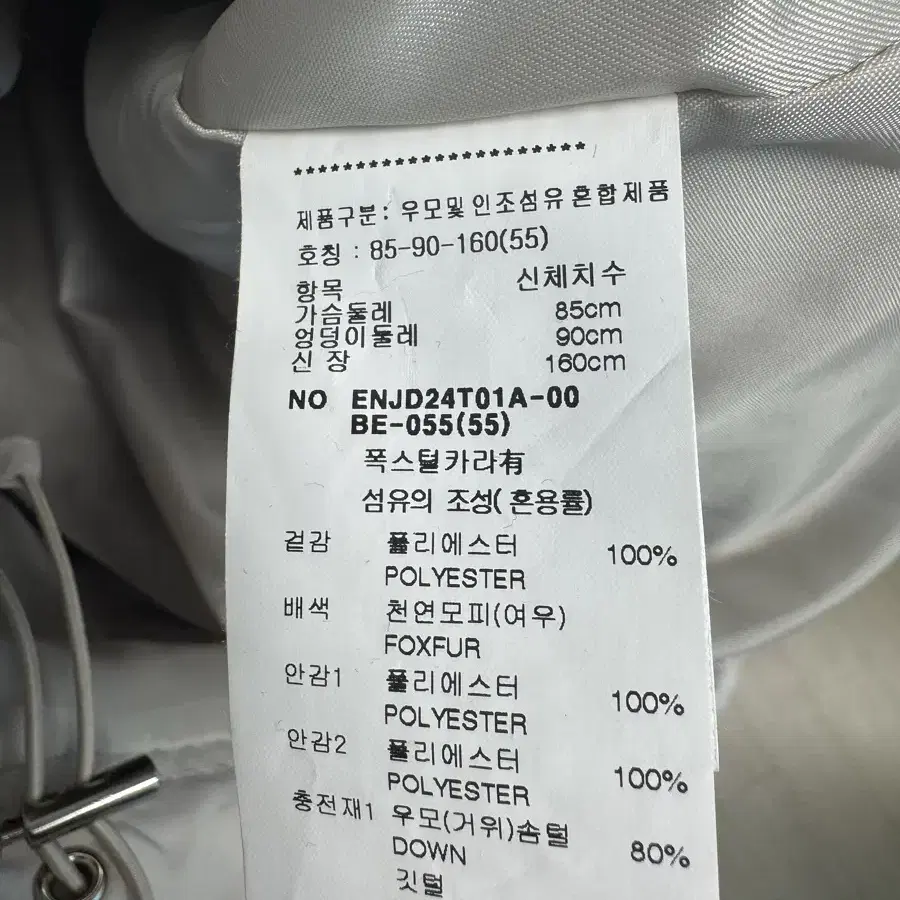 ***********************
제품구분: 우모및 인조섬유 혼합제품
호칭 : 85-90-160(55)
항목 신체치수
가슴둘레 85cm
엉덩이둘레 90cm
신 장 160cm
NO ENJD24T01A-00
BE-055(55)
폭스털카라有
섬유의 조성(혼용률)
겉감 폴리에스터 100%
POLYESTER
배색 천연모피(여우)
FOXFUR
안감1 폴리에스터 100%
POLYESTER
안감2 폴리에스터 100%
POLYESTER
충전재1 우모(거위)솜털 80%
DOWN
깃털